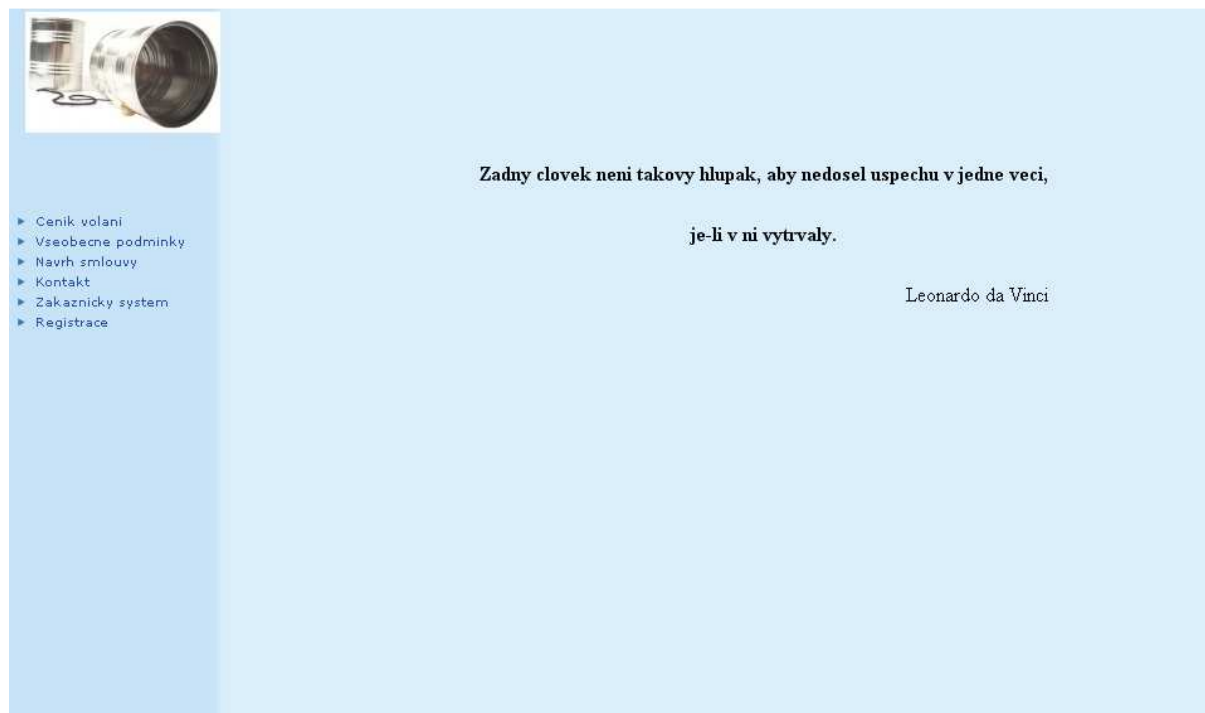 Zadny clovek neni takovy hlupak, aby nedosel uspechu v jedne veci,
je-li v ni vytrvaly.
Leonardo da Vinci
Cenik volani
Vseobecne podminky
Navrh smlouvy
Kontakt
Zakaznicky system
Registrace